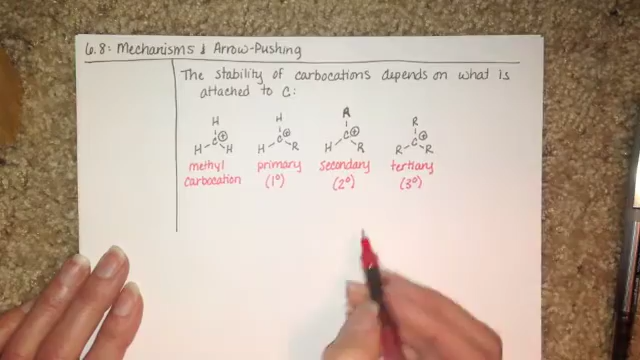 6.8: Mechanisms & Arrow-Pushing
The stability of carbocations depends on what is
attached to C:
H H R R
C⊕ C⊕ C⊕ C⊕
H H H R H R R R
methyl primary secondary tertiary
carbocation (1°) (2°) (3°)